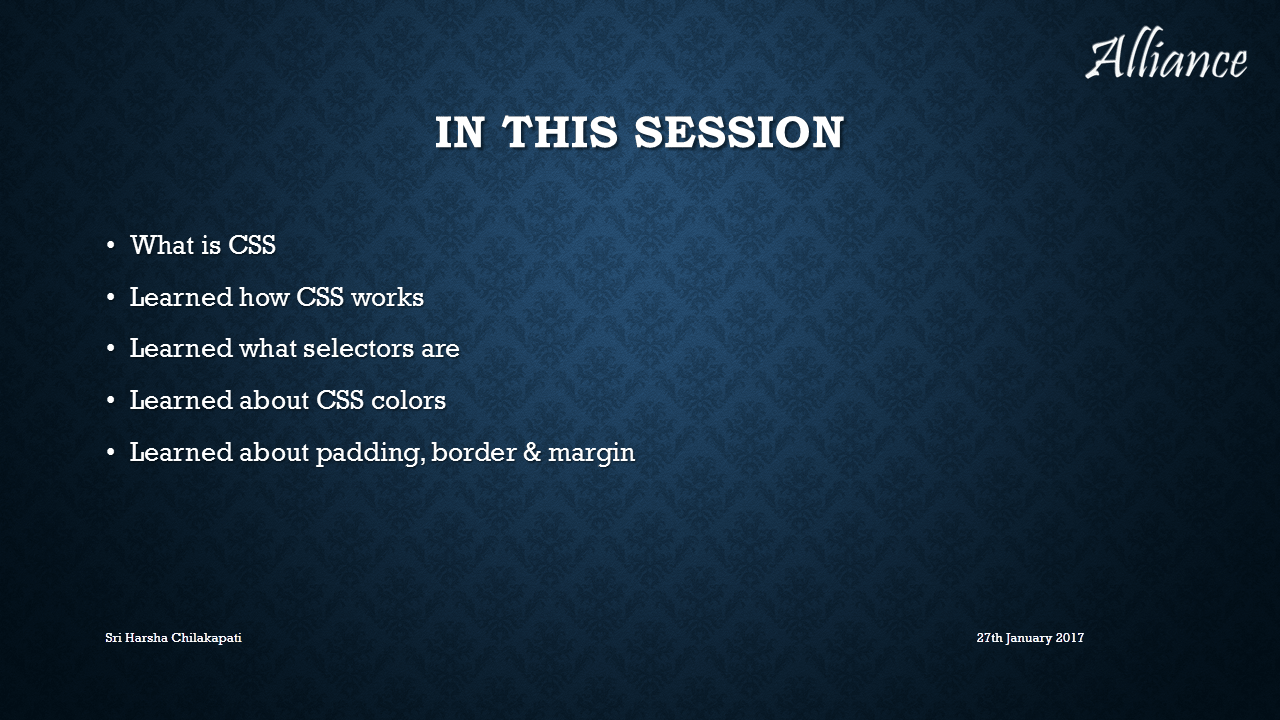 Alliance
IN THIS SESSION
• What is CSS
• Learned how CSS works
• Learned what selectors are
• Learned about CSS colors
• Learned about padding, border & margin
Sri Harsha Chilakapati
27th January 2017